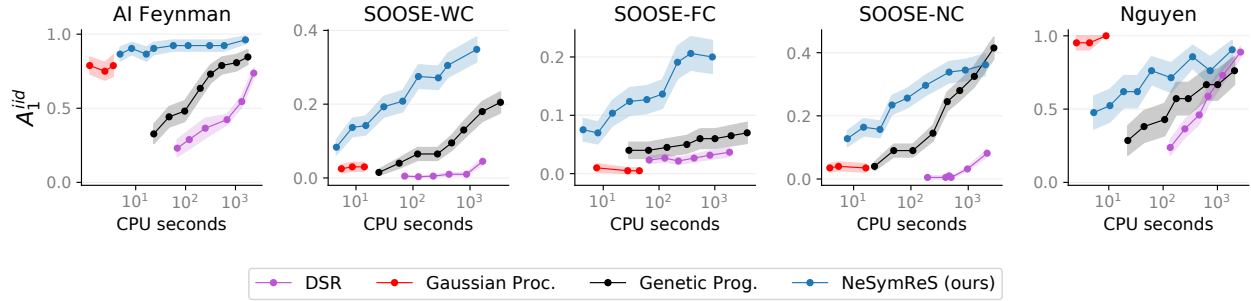 AI Feynman
SOOSE-WC
SOOSE-FC
SOOSE-NC
Nguyen
A_1^{iid}
1.0
0.5
0.0
10^1
10^3
CPU seconds
0.4
0.2
0.0
10^1
10^3
CPU seconds
0.2
0.1
0.0
10^1
10^3
CPU seconds
0.4
0.2
0.0
10^1
10^3
CPU seconds
1.0
0.5
0.0
10^1
10^3
CPU seconds
DSR
Gaussian Proc.
Genetic Prog.
NeSymReS (ours)